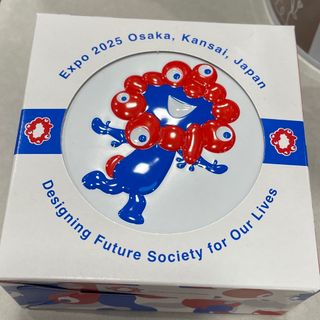 Expo 2025 Osaka, Kansai, Japan
Designing Future Society for Our Lives